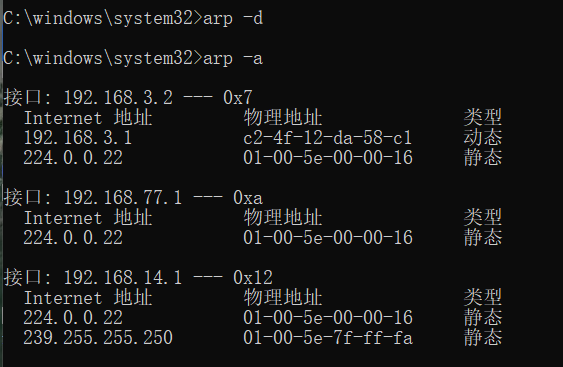 C:\windows\system32>arp -d
C:\windows\system32>arp -a
接口: 192.168.3.2 --- 0x7
Internet 地址 物理地址 类型
192.168.3.1 c2-4f-12-da-58-c1 动态
224.0.0.22 01-00-5e-00-00-16 静态
接口: 192.168.77.1 --- 0xa
Internet 地址 物理地址 类型
224.0.0.22 01-00-5e-00-00-16 静态
接口: 192.168.14.1 --- 0x12
Internet 地址 物理地址 类型
224.0.0.22 01-00-5e-00-00-16 静态
239.255.255.250 01-00-5e-7f-ff-fa 静态